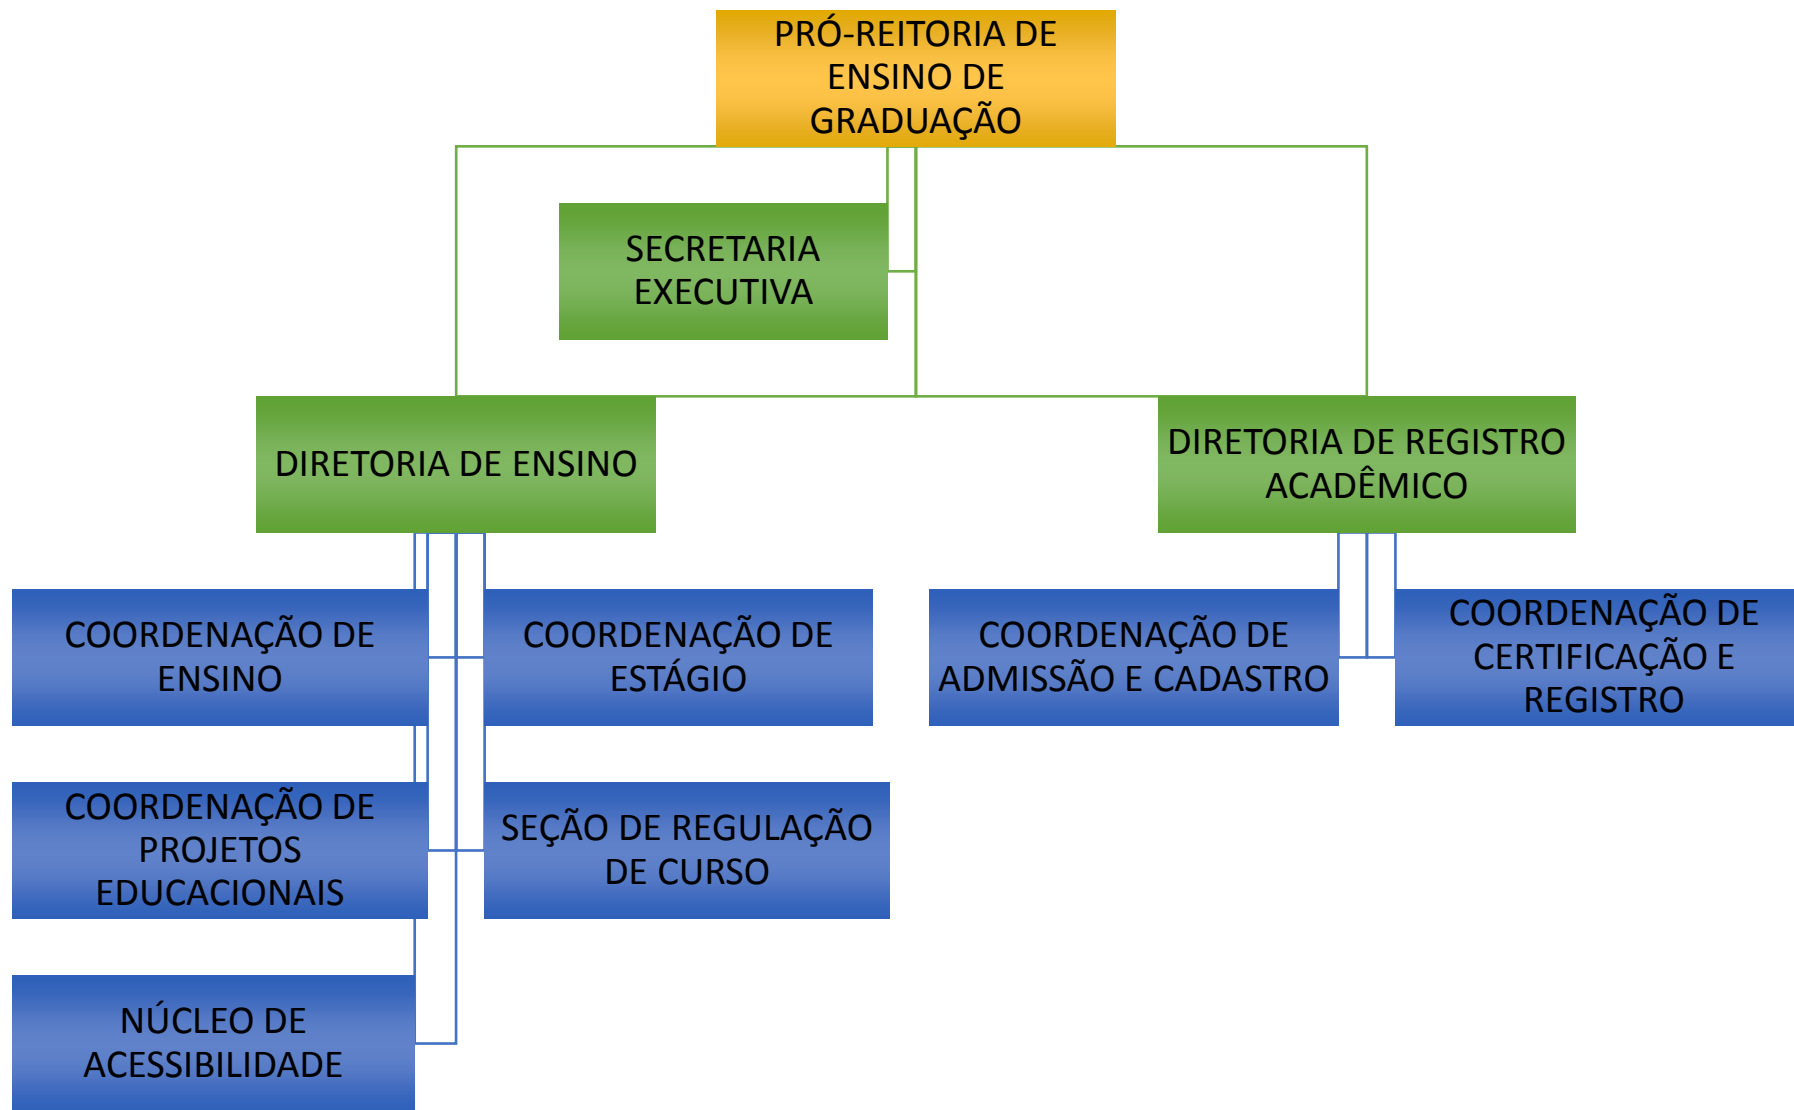 PRÓ-REITORIA DE
ENSINO DE
GRADUAÇÃO
SECRETARIA
EXECUTIVA
DIRETORIA DE ENSINO
DIRETORIA DE REGISTRO
ACADÊMICO
COORDENAÇÃO DE
ENSINO
COORDENAÇÃO DE
ESTÁGIO
COORDENAÇÃO DE
ADMISSÃO E CADASTRO
COORDENAÇÃO DE
CERTIFICAÇÃO E
REGISTRO
COORDENAÇÃO DE
PROJETOS
EDUCACIONAIS
SEÇÃO DE REGULAÇÃO
DE CURSO
NÚCLEO DE
ACESSIBILIDADE